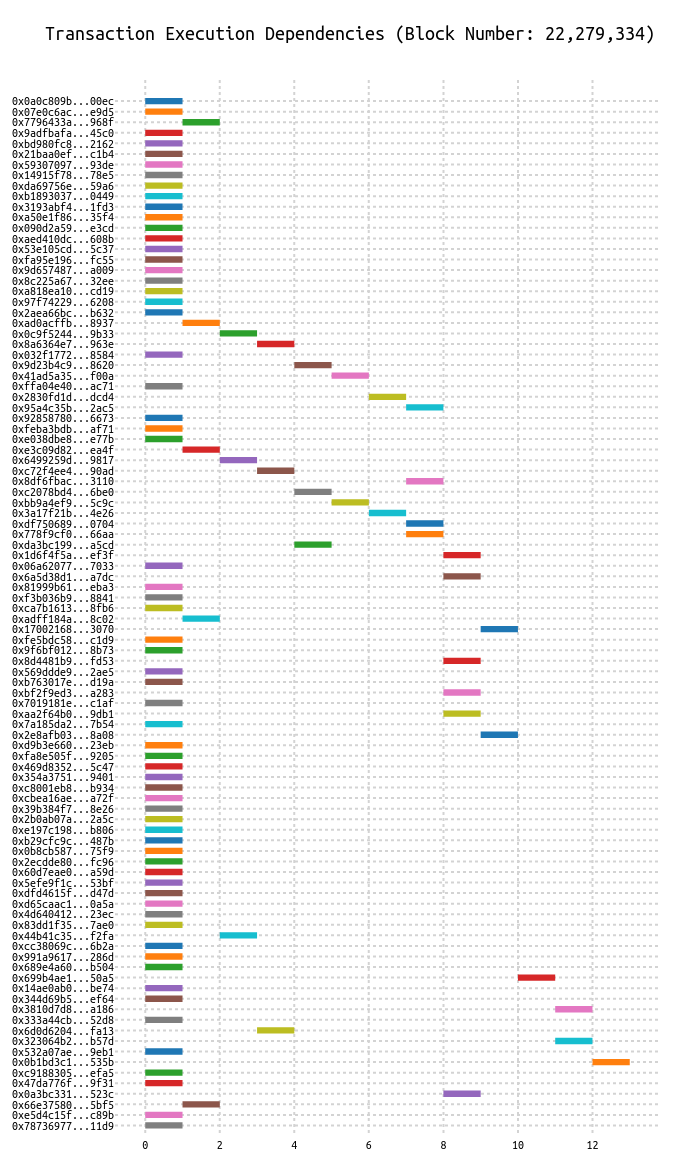 Transaction Execution Dependencies (Block Number: 22,279,334)
0x0a0c809b...00ec
0x07e0c6ac...e9d5
0x7796433a...968f
0x9adfbafa...45c0
0xbd980fc8...2162
0x21baa0ef...c1b4
0x59307097...93de
0x14915f78...78e5
0xda69756e...59a6
0xb1893037...0449
0x3193abf4...1fd3
0xa50e1f86...35f4
0x090d2a59...e3cd
0xaed410dc...608b
0x53e105cd...5c37
0xfa95e196...fc55
0x9d657487...a009
0x8c225a67...32ee
0xa818ea10...cd19
0x97f74229...6208
0x2aea66bc...b632
0xad0acffb...8937
0x0c9f5244...9b33
0x8a6364e7...963e
0x032f1772...8584
0x9d23b4c9...8620
0x41ad5a35...f00a
0xffa04e40...ac71
0x2830fd1d...dcd4
0x95a4c35b...2ac5
0x92858780...6673
0xfeba3bdb...af71
0xe038dbe8...e77b
0xe3c09d82...ea4f
0x6499259d...9817
0xc72f4ee4...90ad
0x8df6fbac...3110
0xc2078bd4...6be0
0xbb9a4ef9...5c9c
0x3a17f21b...4e26
0xdf750689...0704
0x778f9cf0...66aa
0xda3bc199...a5cd
0x1d6f4f5a...ef3f
0x06a62077...7033
0x6a5d38d1...a7dc
0x81999b61...eba3
0xf3b036b9...8841
0xca7b1613...8fb6
0xadff184a...8c02
0x17002168...3070
0xfe5bdc58...c1d9
0x9f6bf012...8b73
0x8d4481b9...fd53
0x569ddde9...2ae5
0xb763017e...d19a
0xbf2f9ed3...a283
0x7019181e...c1af
0xaa2f64b0...9db1
0x7a185da2...7b54
0x2e8afb03...8a08
0xd9b3e660...23eb
0xfa8e505f...9205
0x469d8352...5c47
0x354a3751...9401
0xc8001eb8...b934
0xcbea16ae...a72f
0x39b384f7...8e26
0x2b0ab07a...2a5c
0xe197c198...b806
0xb29cfc9c...487b
0x0b8cb587...75f9
0x2ecdde80...fc96
0x60d7eae0...a59d
0x5efe9f1c...53bf
0xdfd4615f...d47d
0xd65caac1...0a5a
0x4d640412...23ec
0x83dd1f35...7ae0
0x44b41c35...f2fa
0xcc38069c...6b2a
0x991a9617...286d
0x689e4a60...b504
0x699b4ae1...50a5
0x14ae0ab0...be74
0x344d69b5...ef64
0x3810d7d8...a186
0x333a44cb...52d8
0x6d0d6204...fa13
0x323064b2...b57d
0x532a07ae...9eb1
0x0b1bd3c1...535b
0xc9188305...efa5
0x47da776f...9f31
0x0a3bc331...523c
0x66e37580...5bf5
0xe5d4c15f...c89b
0x78736977...11d9
0 2 4 6 8 10 12